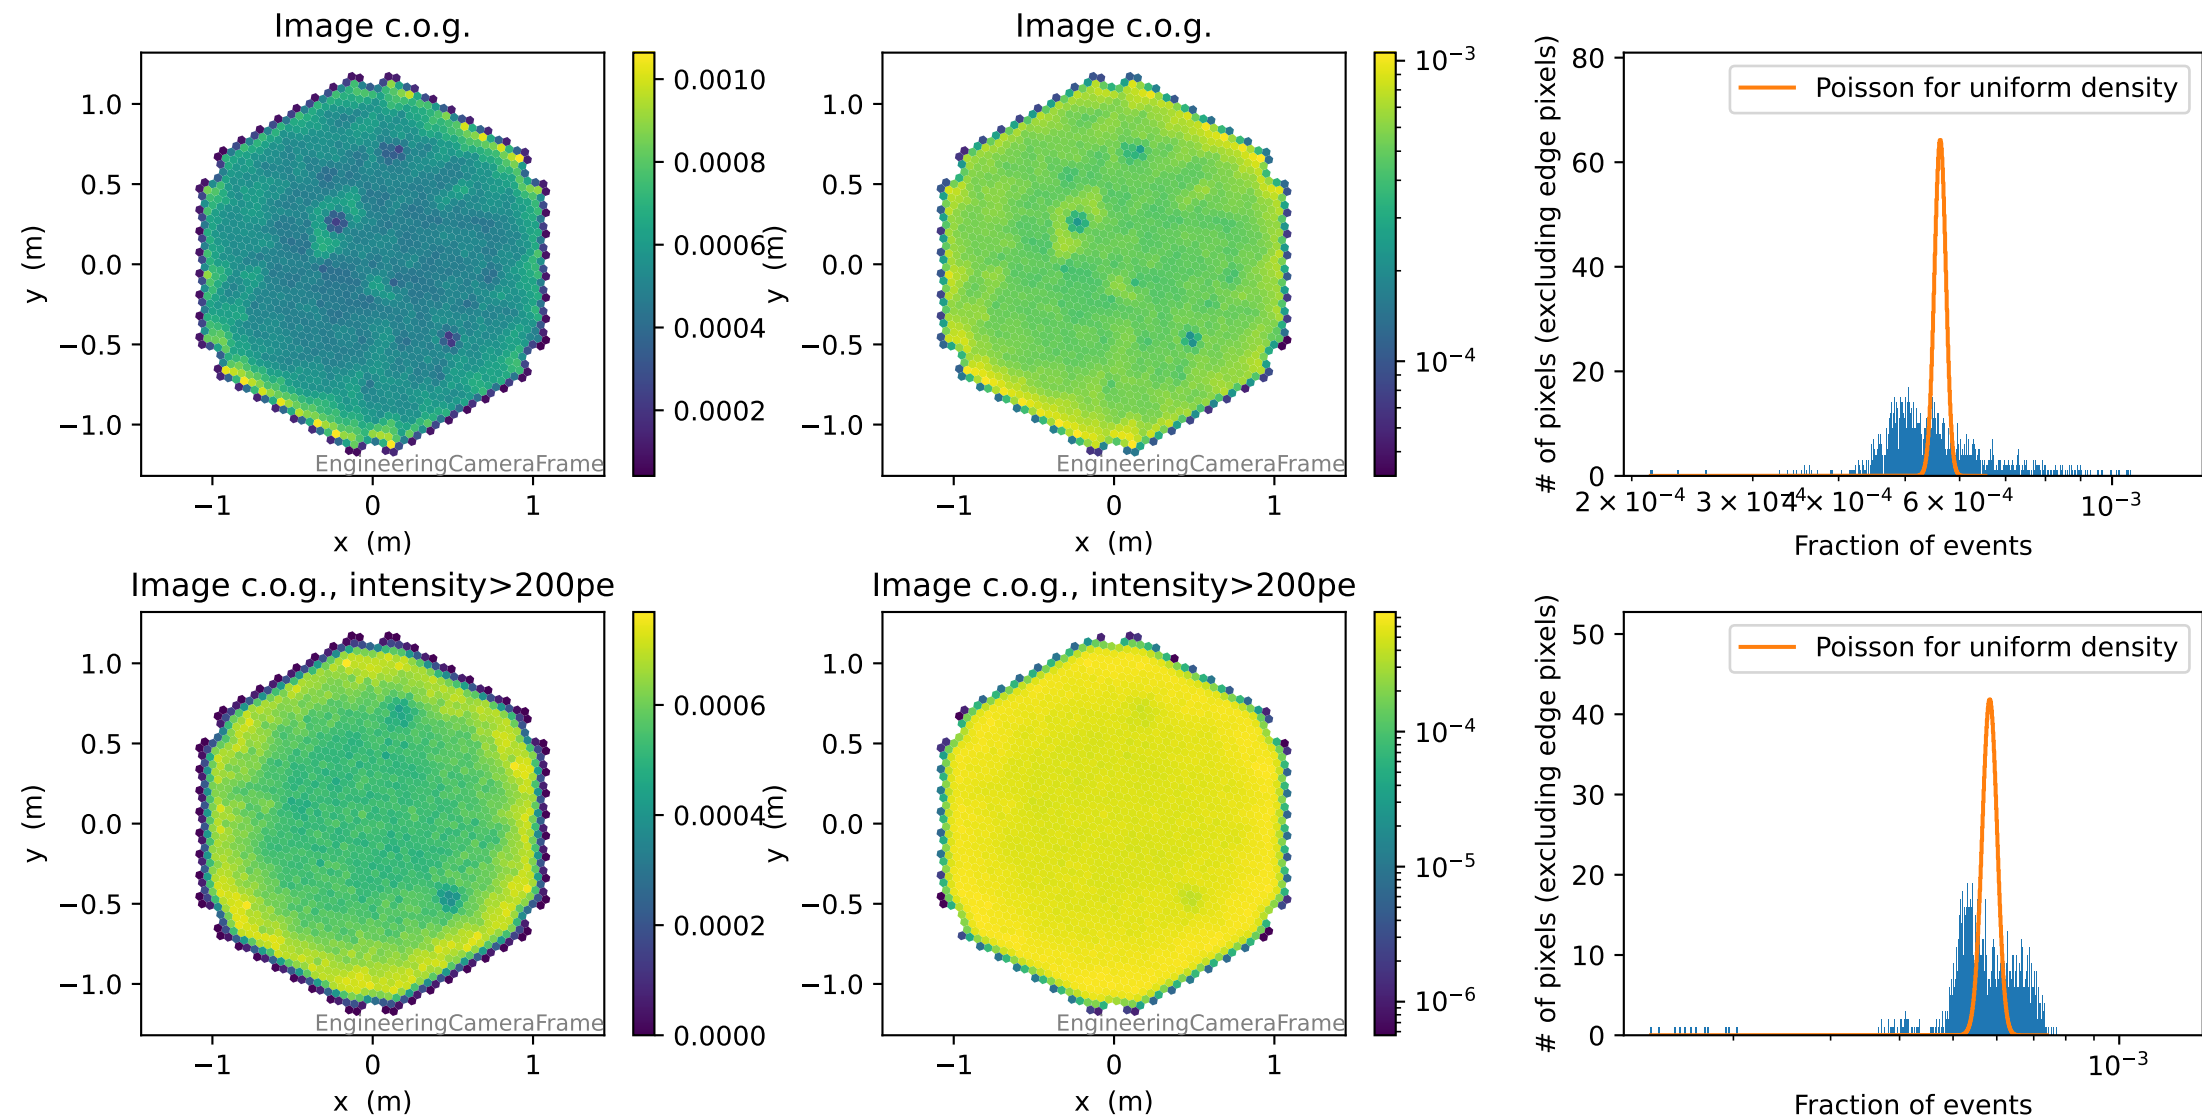 Image c.o.g.
1.0
0.5
0.0
−0.5
−1.0
y (m)
−1
0
1
x (m)
EngineeringCameraFrame
0.0010
0.0008
0.0006
0.0004
0.0002
Image c.o.g.
1.0
0.5
0.0
−0.5
−1.0
y (m)
−1
0
1
x (m)
EngineeringCameraFrame
10⁻³
10⁻⁴
# of pixels (excluding edge pixels)
80
60
40
20
0
Poisson for uniform density
2 × 10⁻⁴
3 × 10⁻⁴
4 × 10⁻⁴
6 × 10⁻⁴
10⁻³
Fraction of events
Image c.o.g., intensity>200pe
1.0
0.5
0.0
−0.5
−1.0
y (m)
−1
0
1
x (m)
EngineeringCameraFrame
0.0006
0.0004
0.0002
0.0000
Image c.o.g., intensity>200pe
1.0
0.5
0.0
−0.5
−1.0
y (m)
−1
0
1
x (m)
EngineeringCameraFrame
10⁻⁴
10⁻⁵
10⁻⁶
# of pixels (excluding edge pixels)
50
40
30
20
10
0
Poisson for uniform density
10⁻³
Fraction of events